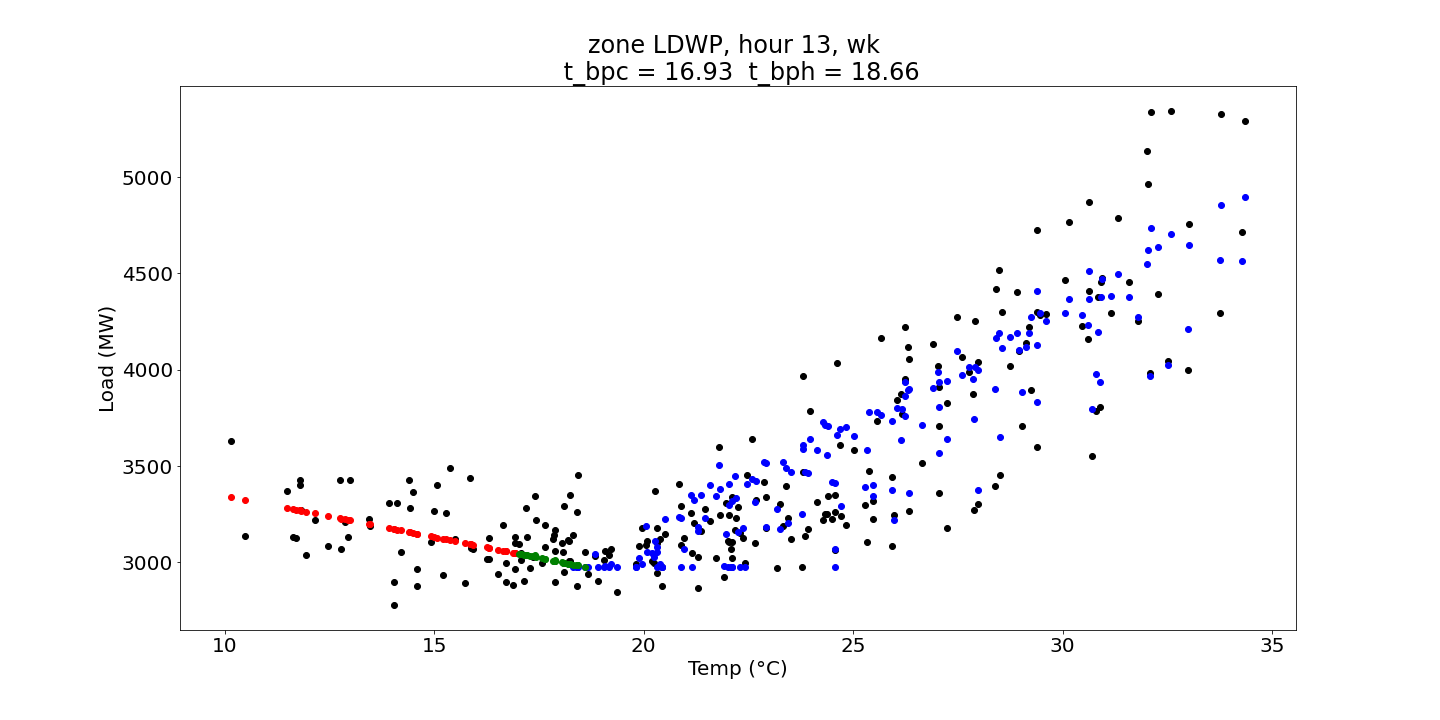 zone LDWP, hour 13, wk
t_bpc = 16.93  t_bph = 18.66
5000
4500
4000
3500
3000
Load (MW)
10
15
20
25
30
35
Temp (°C)